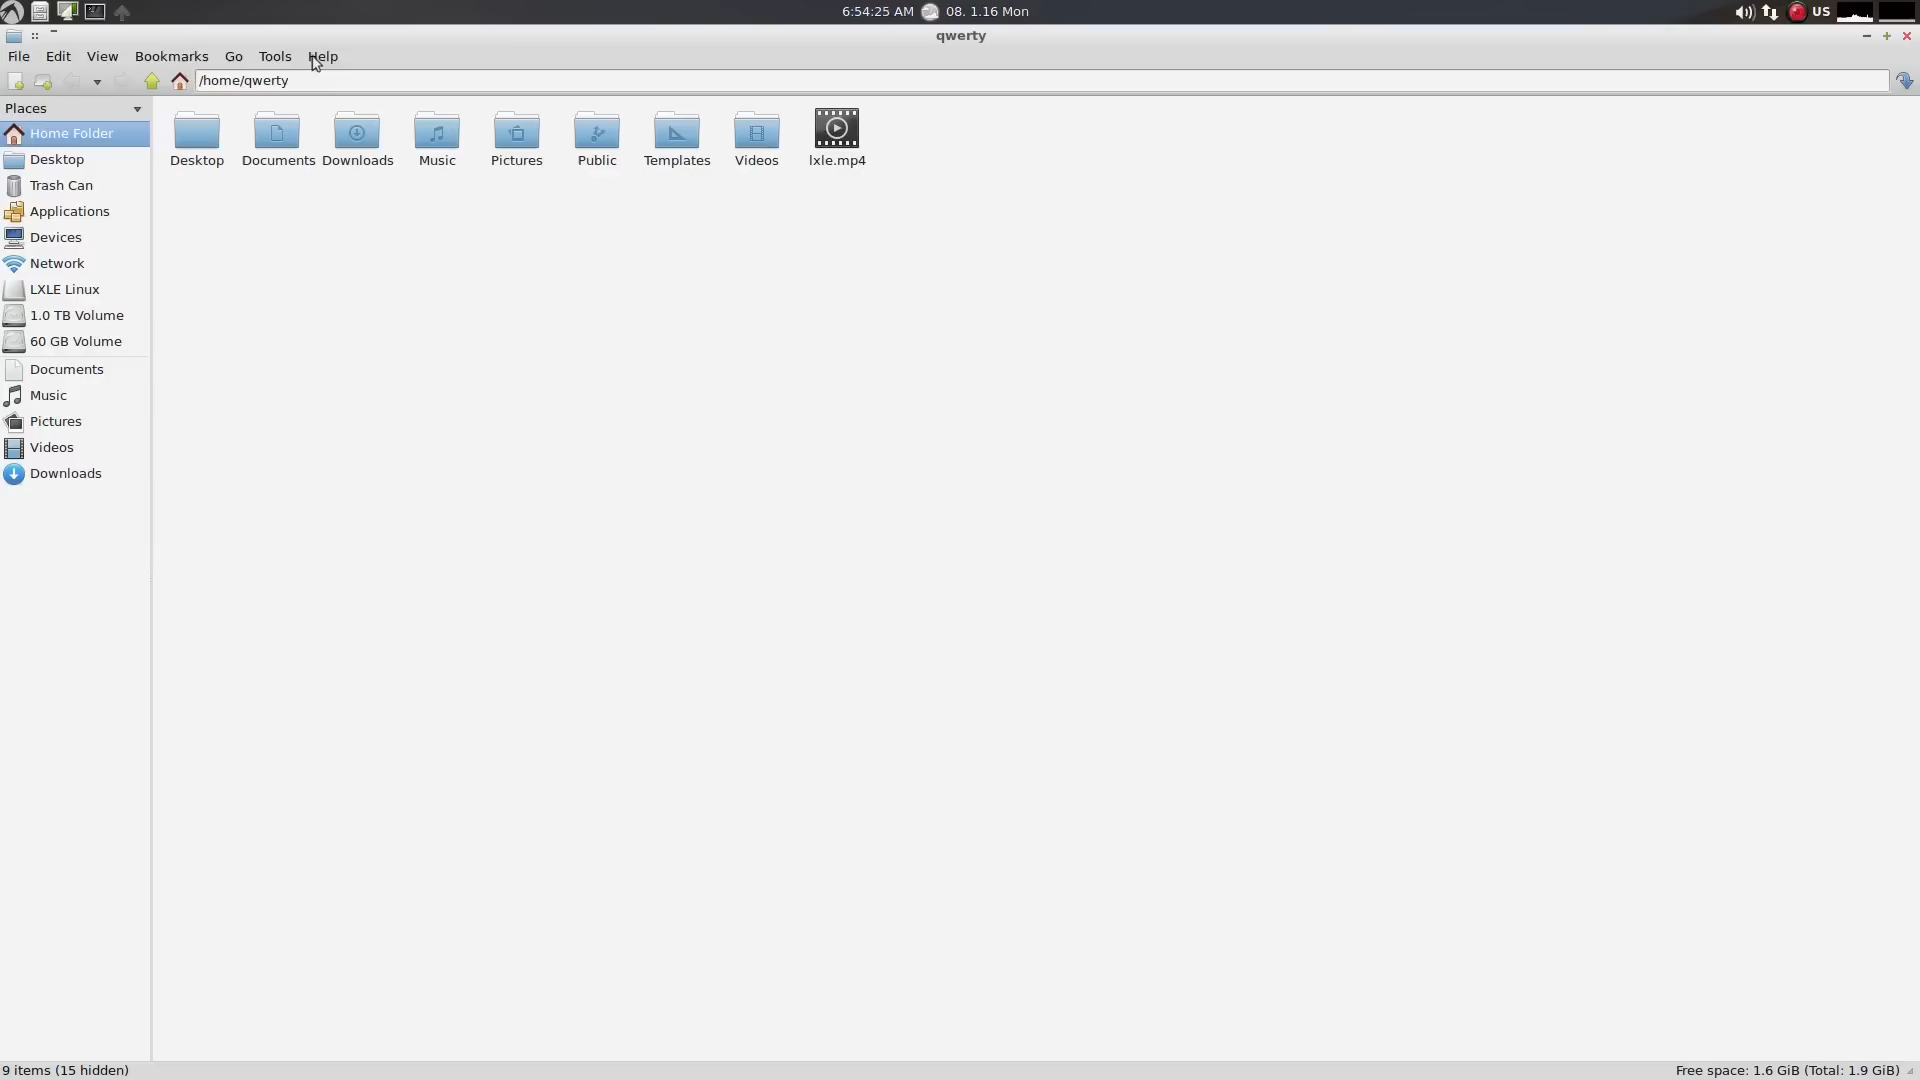 6:54:25 AM 08. 1.16 Mon US
qwerty
File Edit View Bookmarks Go Tools Help
/home/qwerty
Places
Home Folder
Desktop
Trash Can
Applications
Devices
Network
LXLE Linux
1.0 TB Volume
60 GB Volume
Documents
Music
Pictures
Videos
Downloads
Desktop Documents Downloads Music Pictures Public Templates Videos lxle.mp4
9 items (15 hidden) Free space: 1.6 GiB (Total: 1.9 GiB)